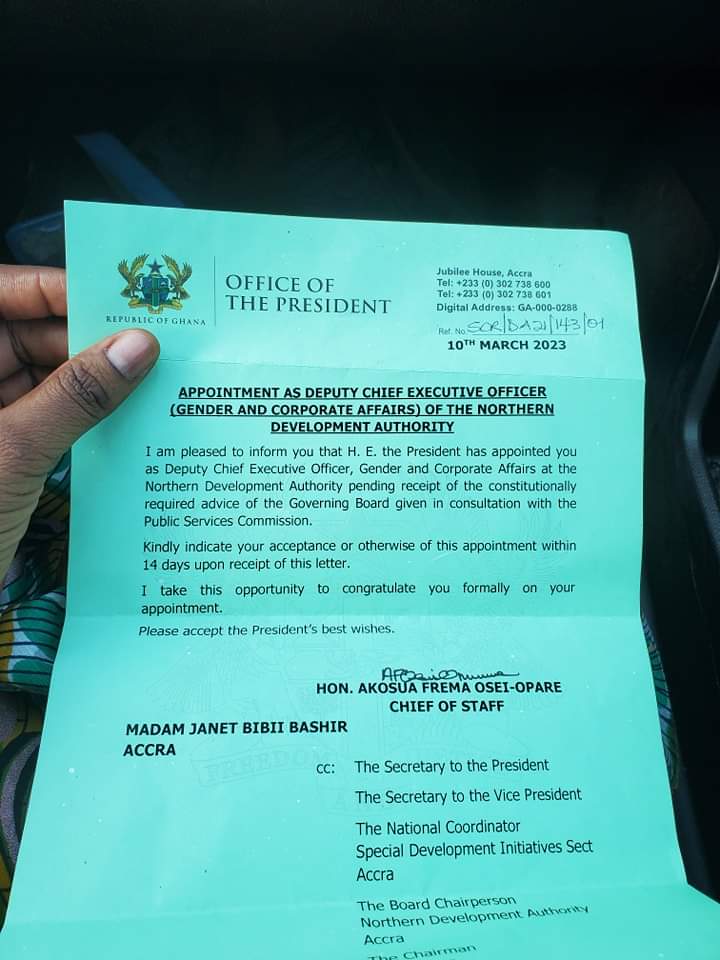 OFFICE OF
THE PRESIDENT
REPUBLIC OF GHANA
Jubilee House, Accra
Tel: +233 (0) 302 738 600
Tel: +233 (0) 302 738 601
Digital Address: GA-000-0288
Ref. No. SCR/DA21/143/01
10TH MARCH 2023
APPOINTMENT AS DEPUTY CHIEF EXECUTIVE OFFICER
(GENDER AND CORPORATE AFFAIRS) OF THE NORTHERN
DEVELOPMENT AUTHORITY
I am pleased to inform you that H. E. the President has appointed you
as Deputy Chief Executive Officer, Gender and Corporate Affairs at the
Northern Development Authority pending receipt of the constitutionally
required advice of the Governing Board given in consultation with the
Public Services Commission.
Kindly indicate your acceptance or otherwise of this appointment within
14 days upon receipt of this letter.
I take this opportunity to congratulate you formally on your
appointment.
Please accept the President's best wishes.
HON. AKOSUA FREMA OSEI-OPARE
CHIEF OF STAFF
MADAM JANET BIBII BASHIR
ACCRA
FREEDOM
cc: The Secretary to the President
The Secretary to the Vice President
The National Coordinator
Special Development Initiatives Sect
Accra
The Board Chairperson
Northern Development Authority
Accra
The Chairman